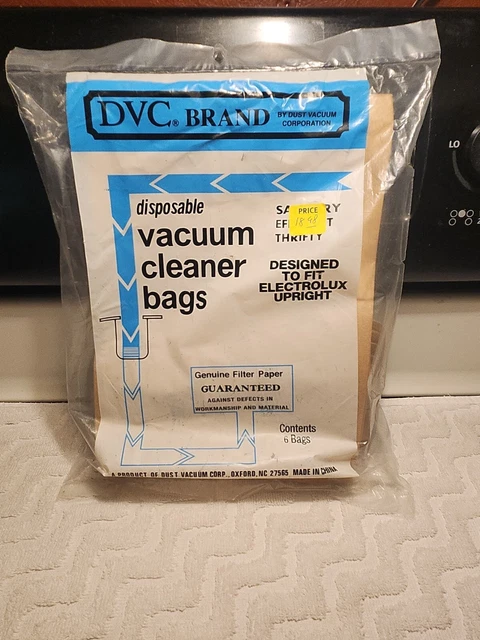 DVC® BRAND BY DUST VACUUM
CORPORATION
disposable
vacuum
cleaner
bags
PRICE
THRIFTY
DESIGNED
TO FIT
ELECTROLUX
UPRIGHT
Genuine Filter Paper
GUARANTEED
AGAINST DEFECTS IN
WORKMANSHIP AND MATERIAL
Contents
6 Bags
A PRODUCT OF DUST VACUUM CORP., OXFORD, NC 27565 MADE IN CHINA
LO